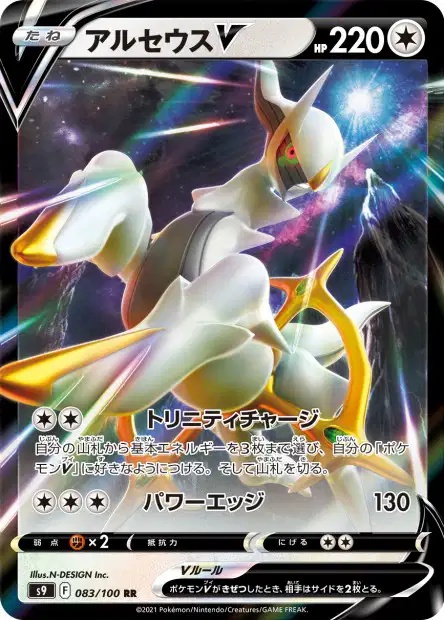 たね アルセウスV HP 220
トリニティチャージ
自分の山札から基本エネルギーを3枚まで選び、自分の「ポケ
モンV」に好きなようにつける。そして山札を切る。
パワーエッジ 130
弱点 ×2 抵抗力 にげる
Illus.N-DESIGN Inc. Vルール
s9 F 083/100 RR ポケモンVがきぜつしたとき、相手はサイドを2枚とる。
©2021 Pokémon/Nintendo/Creatures/GAME FREAK.